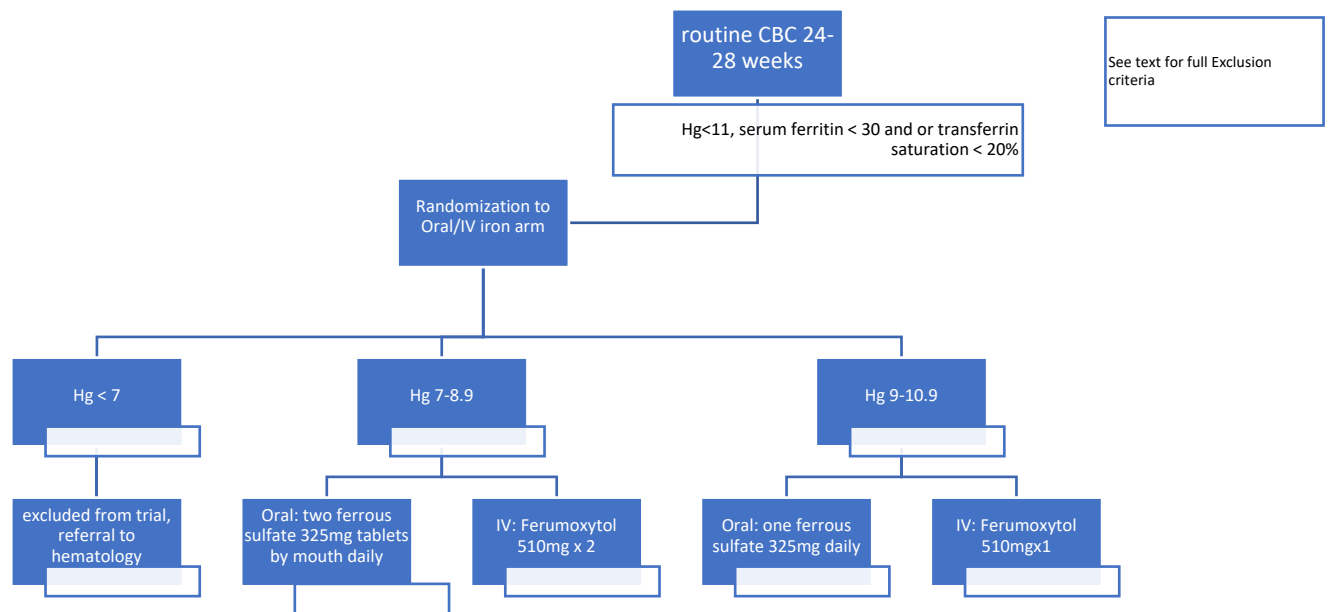 routine CBC 24-
28 weeks
See text for full Exclusion
criteria
Hg<11, serum ferritin < 30 and or transferrin
saturation < 20%
Randomization to
Oral/IV iron arm
Hg < 7
Hg 7-8.9
Hg 9-10.9
excluded from trial,
referral to
hematology
Oral: two ferrous
sulfate 325mg tablets
by mouth daily
IV: Ferumoxytol
510mg x 2
Oral: one ferrous
sulfate 325mg daily
IV: Ferumoxytol
510mgx1